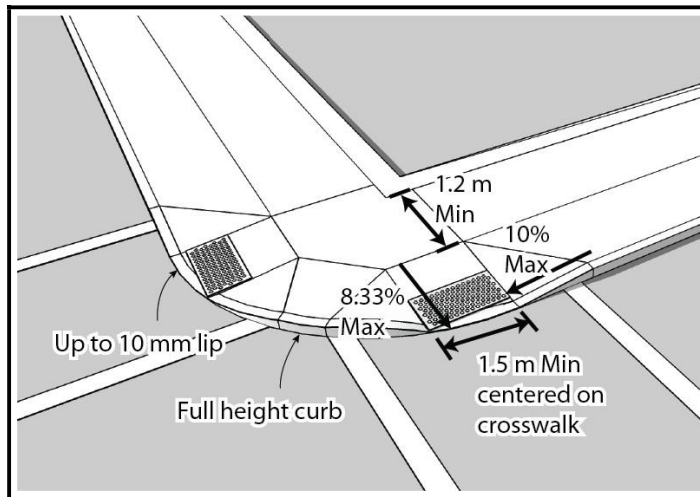 1.2 m
Min
10%
Max
8.33%
Max
Up to 10 mm lip
Full height curb
1.5 m Min
centered on
crosswalk